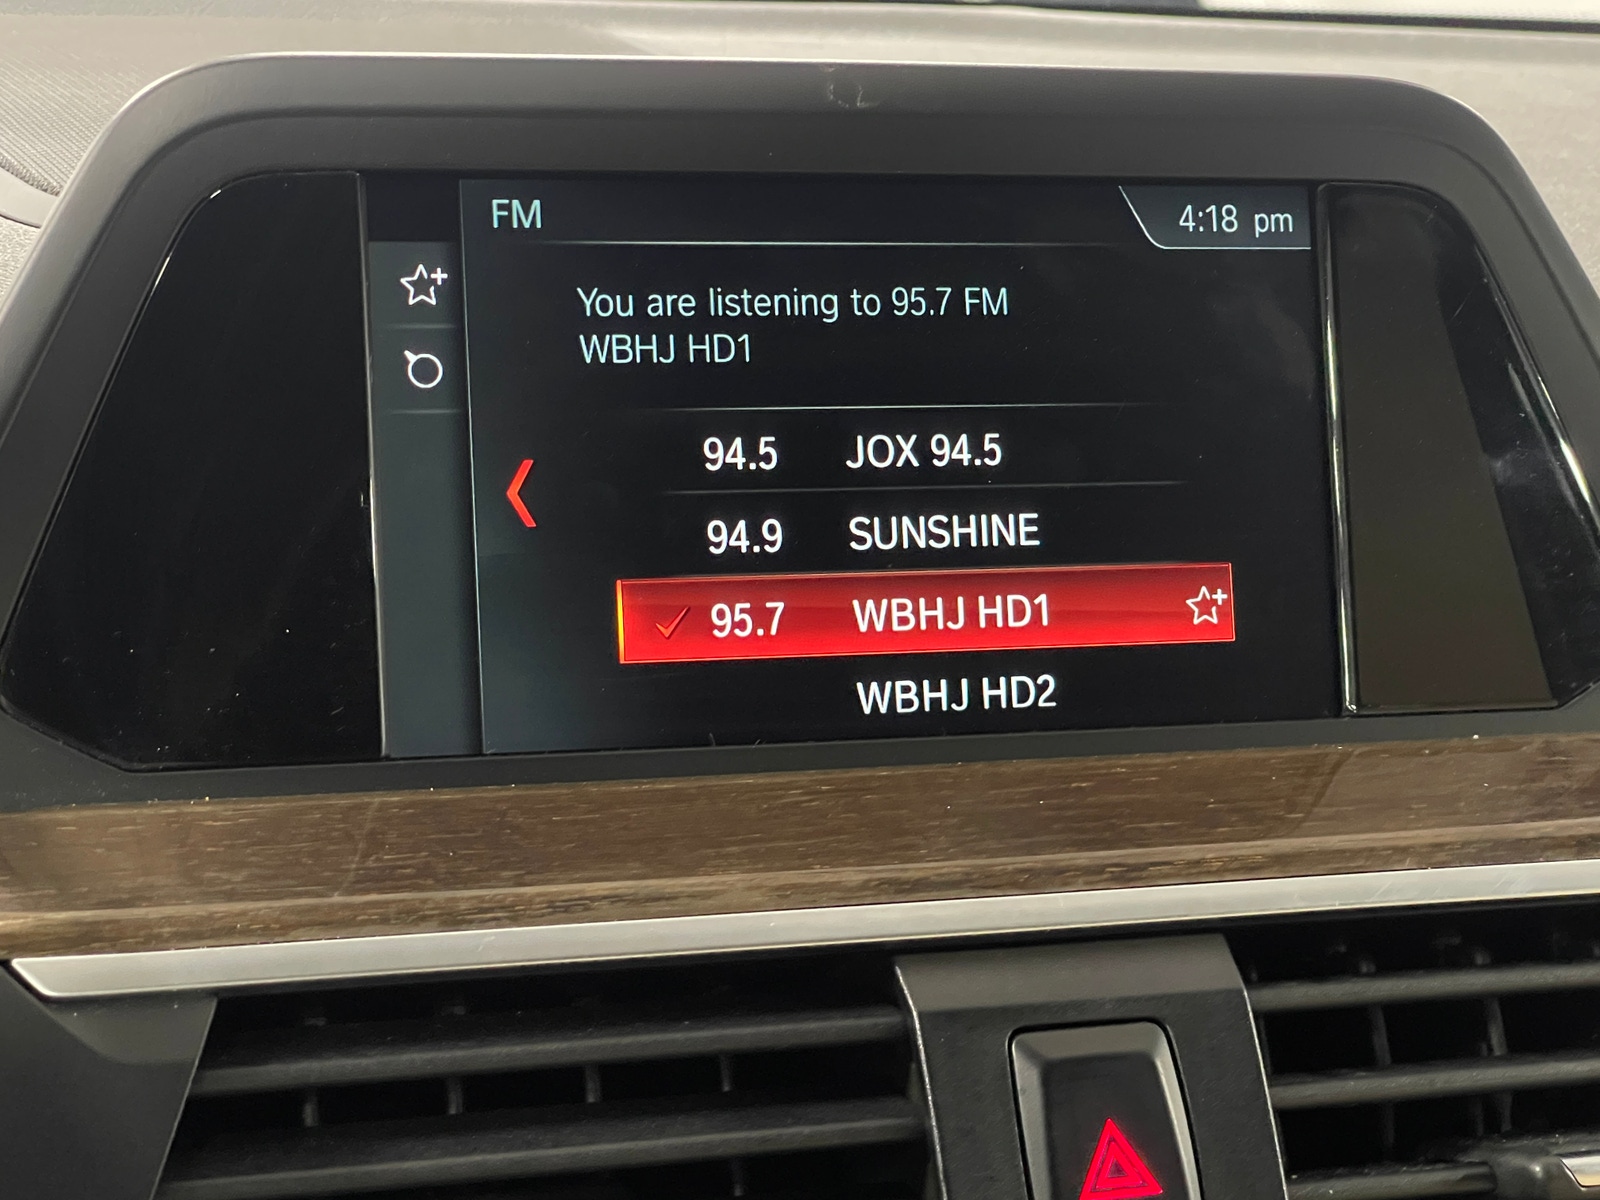 FM
4:18 pm
You are listening to 95.7 FM
WBHJ HD1
94.5 JOX 94.5
94.9 SUNSHINE
95.7 WBHJ HD1
WBHJ HD2